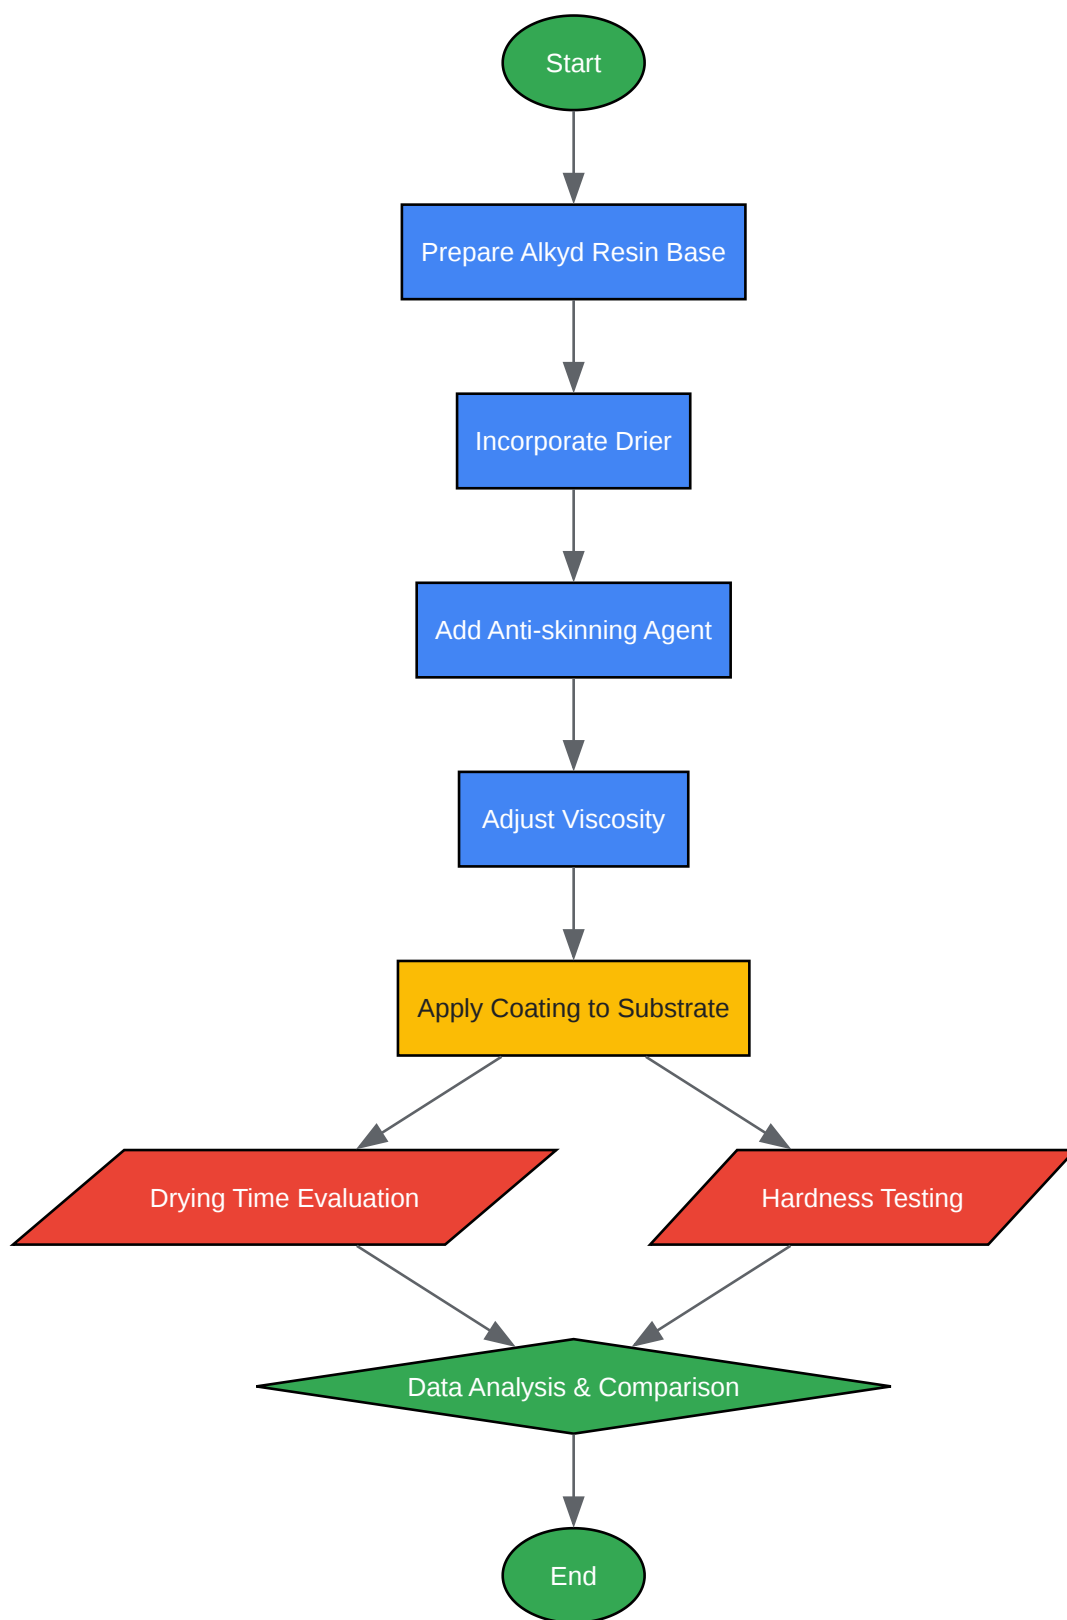 Start
Prepare Alkyd Resin Base
Incorporate Drier
Add Anti-skinning Agent
Adjust Viscosity
Apply Coating to Substrate
Drying Time Evaluation
Hardness Testing
Data Analysis & Comparison
End